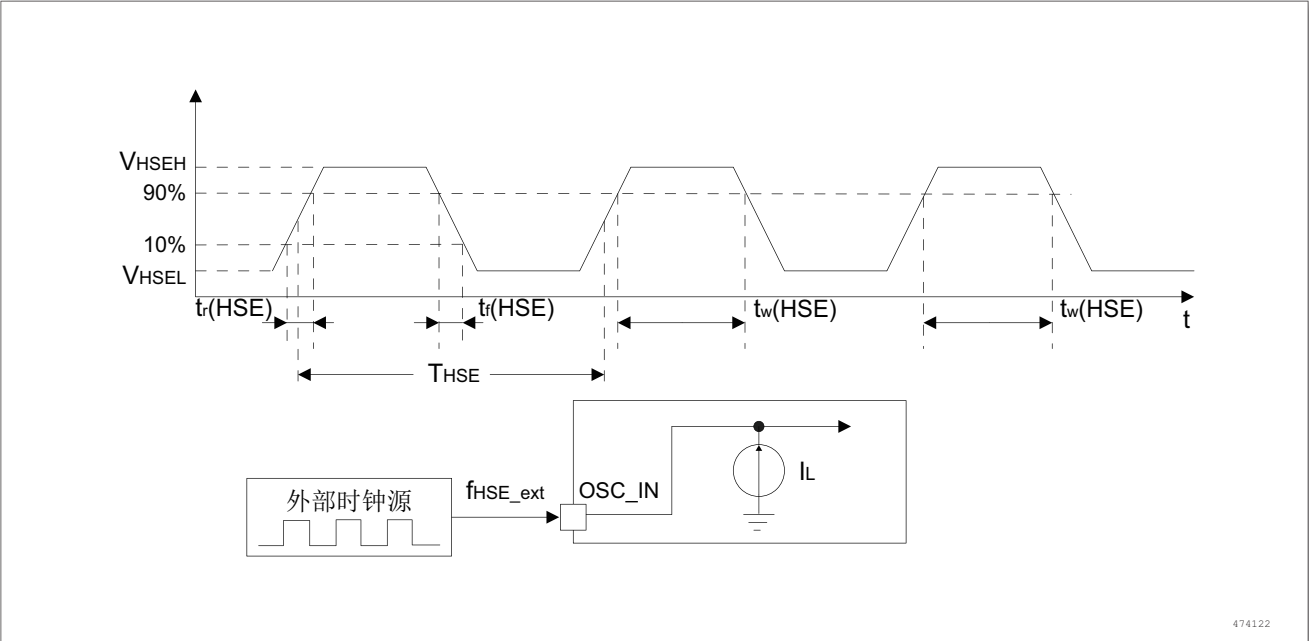 VHSEH
90%
10%
VHSEL
tr(HSE) tf(HSE) tw(HSE) tw(HSE)
t
THSE
外部时钟源
fHSE_ext
OSC_IN
IL
474122